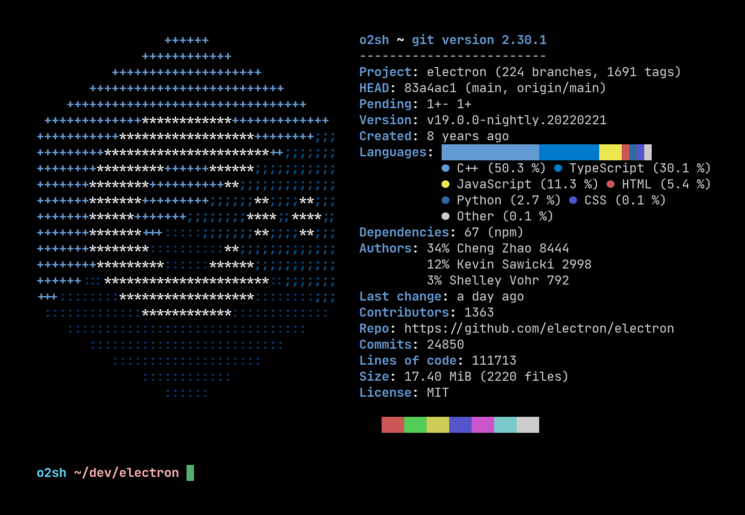 o2sh ~ git version 2.30.1
-------------------------
Project: electron (224 branches, 1691 tags)
HEAD: 83a4ac1 (main, origin/main)
Pending: 1+- 1+
Version: v19.0.0-nightly.20220221
Created: 8 years ago
Languages:
C++ (50.3 %) TypeScript (30.1 %)
JavaScript (11.3 %) HTML (5.4 %)
Python (2.7 %) CSS (0.1 %)
Other (0.1 %)
Dependencies: 67 (npm)
Authors: 34% Cheng Zhao 8444
12% Kevin Sawicki 2998
3% Shelley Vohr 792
Last change: a day ago
Contributors: 1363
Repo: https://github.com/electron/electron
Commits: 24850
Lines of code: 111713
Size: 17.40 MiB (2220 files)
License: MIT
o2sh ~/dev/electron